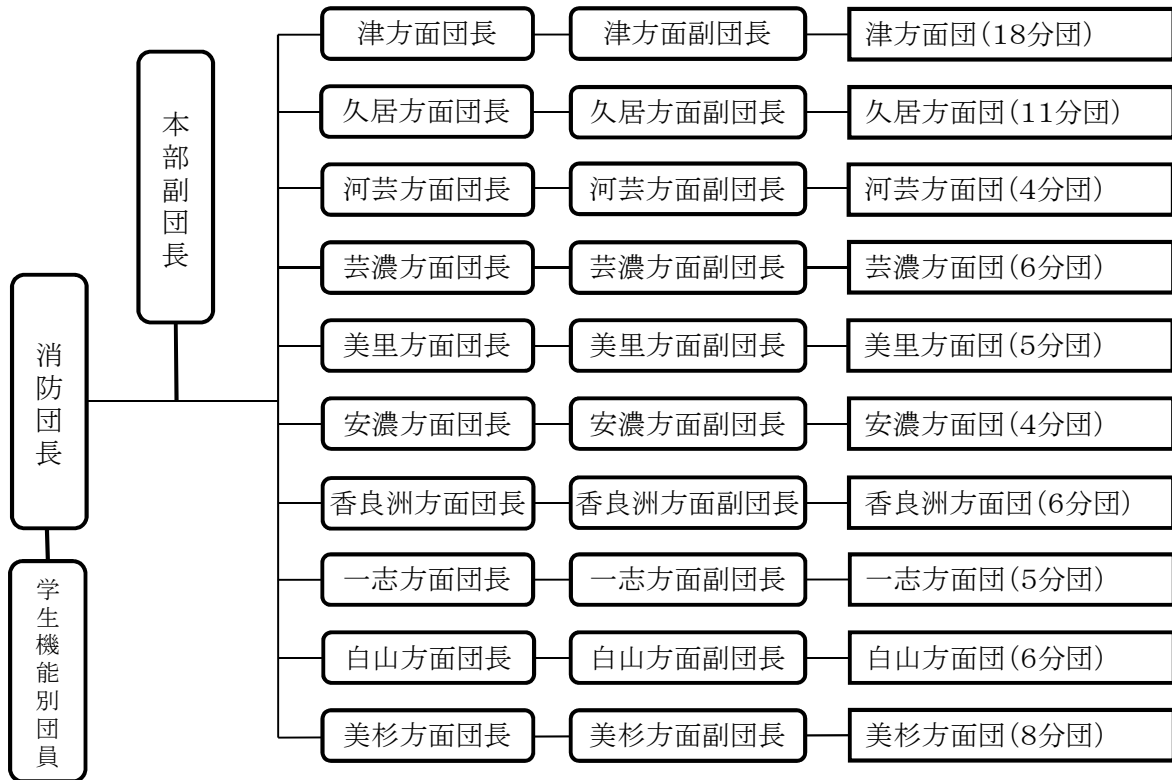 消防団長
学生機能別団員
本部副団長
津方面団長 津方面副団長 津方面団(18分団)
久居方面団長 久居方面副団長 久居方面団(11分団)
河芸方面団長 河芸方面副団長 河芸方面団(4分団)
芸濃方面団長 芸濃方面副団長 芸濃方面団(6分団)
美里方面団長 美里方面副団長 美里方面団(5分団)
安濃方面団長 安濃方面副団長 安濃方面団(4分団)
香良洲方面団長 香良洲方面副団長 香良洲方面団(6分団)
一志方面団長 一志方面副団長 一志方面団(5分団)
白山方面団長 白山方面副団長 白山方面団(6分団)
美杉方面団長 美杉方面副団長 美杉方面団(8分団)